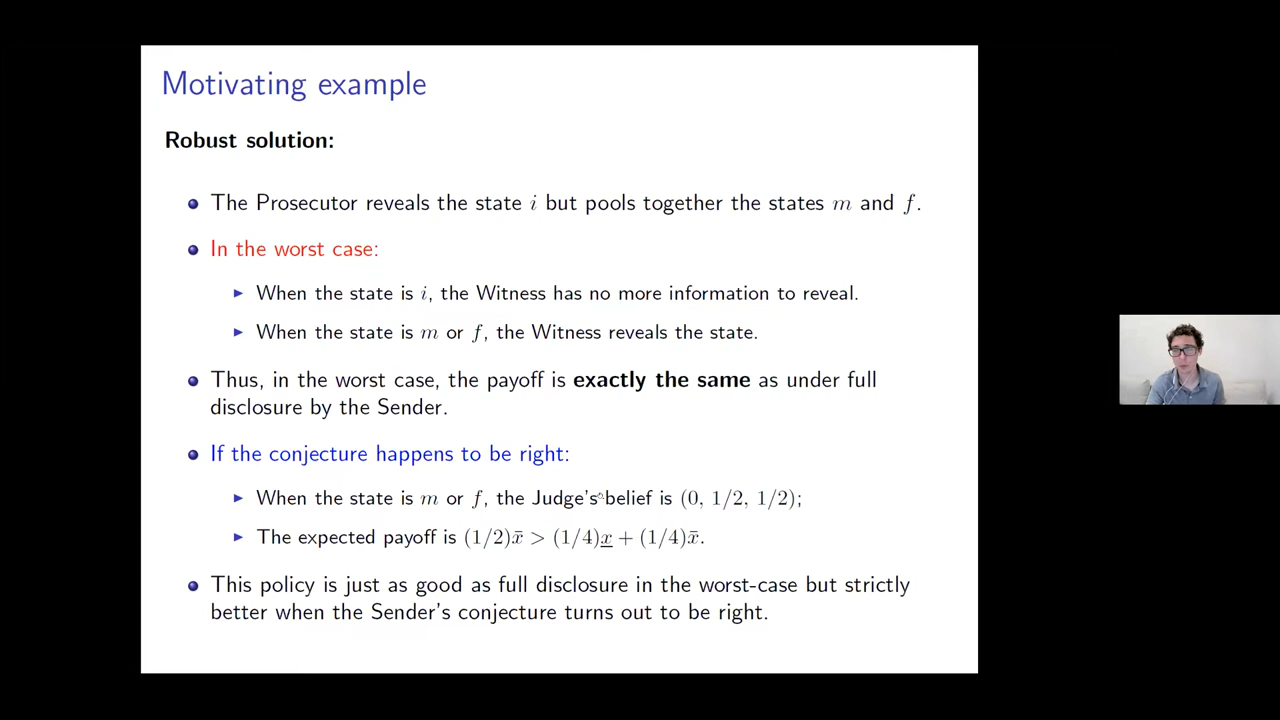 Motivating example
Robust solution:
The Prosecutor reveals the state i but pools together the states m and f.
In the worst case:
When the state is i, the Witness has no more information to reveal.
When the state is m or f, the Witness reveals the state.
Thus, in the worst case, the payoff is exactly the same as under full
disclosure by the Sender.
If the conjecture happens to be right:
When the state is m or f, the Judge's belief is (0, 1/2, 1/2);
The expected payoff is (1/2)x̄ > (1/4)x̲ + (1/4)x̄.
This policy is just as good as full disclosure in the worst-case but strictly
better when the Sender's conjecture turns out to be right.